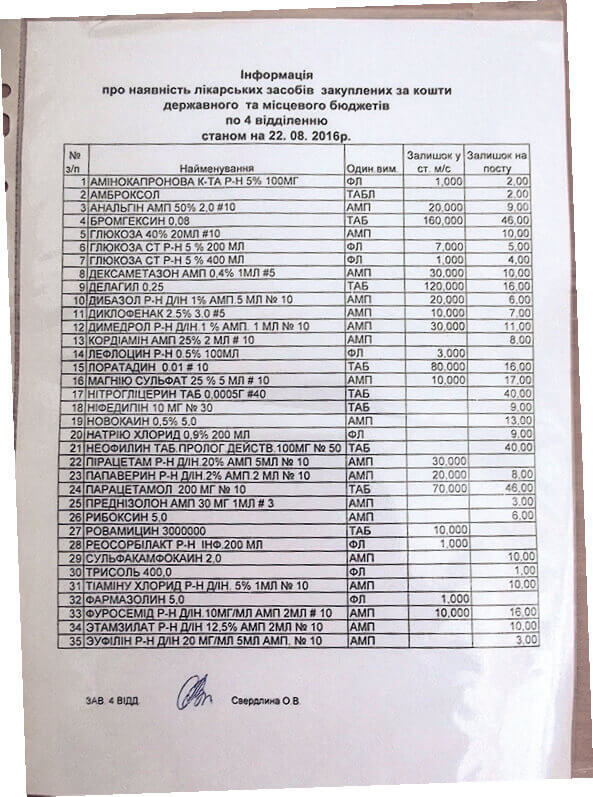 Інформація
про наявність лікарських засобів закуплених за кошти
державного та місцевого бюджетів
по 4 відділенню
станом на 22. 08. 2016р.
№ з/п Найменування Один.вим. Залишок у ст. м/с Залишок на посту
1 АМІНОКАПРОНОВА К-ТА Р-Н 5% 100МГ ФЛ 1,000 2,00
2 АМБРОКСОЛ ТАБЛ 2,00
3 АНАЛЬГІН АМП 50% 2,0 #10 АМП 20,000 9,00
4 БРОМГЕКСИН 0,08 ТАБ 160,000 46,00
5 ГЛЮКОЗА 40% 20МЛ #10 АМП 10,00
6 ГЛЮКОЗА СТ Р-Н 5 % 200 МЛ ФЛ 7,000 5,00
7 ГЛЮКОЗА СТ Р-Н 5 % 400 МЛ ФЛ 1,000 4,00
8 ДЕКСАМЕТАЗОН АМП 0,4% 1МЛ #5 АМП 30,000 10,00
9 ДЕЛАГИЛ 0,25 ТАБ 120,000 16,00
10 ДИБАЗОЛ Р-Н Д/ІН 1% АМП.5 МЛ № 10 АМП 20,000 6,00
11 ДИКЛОФЕНАК 2.5% 3.0 #5 АМП 10,000 7,00
12 ДИМЕДРОЛ Р-Н Д/ІН.1 % АМП. 1 МЛ № 10 АМП 30,000 11,00
13 КОРДІАМІН АМП 25% 2 МЛ # 10 АМП 8,00
14 ЛЕФЛОЦИН Р-Н 0.5% 100МЛ ФЛ 3,000
15 ЛОРАТАДИН 0.01 # 10 ТАБ 80,000 16,00
16 МАГНІЮ СУЛЬФАТ 25 % 5 МЛ # 10 АМП 10,000 17,00
17 НІТРОГЛІЦЕРИН ТАБ 0,0005Г #40 ТАБ 40,00
18 НІФЕДИПІН 10 МГ № 30 ТАБ 9,00
19 НОВОКАІН 0,5% 5,0 АМП 13,00
20 НАТРІЮ ХЛОРИД 0,9% 200 МЛ ФЛ 9,00
21 НЕОФИЛИН ТАБ.ПРОЛОГ ДЕЙСТВ.100МГ № 50 ТАБ 40,00
22 ПІРАЦЕТАМ Р-Н Д/ІН.20% АМП 5МЛ № 10 АМП 30,000
23 ПАПАВЕРИН Р-Н Д/ІН.2% АМП.2 МЛ № 10 АМП 20,000 8,00
24 ПАРАЦЕТАМОЛ 200 МГ № 10 ТАБ 70,000 46,00
25 ПРЕДНІЗОЛОН АМП 30 МГ 1МЛ # 3 АМП 3,00
26 РИБОКСИН 5,0 АМП 6,00
27 РОВАМИЦИН 3000000 ТАБ 10,000
28 РЕОСОРБІЛАКТ Р-Н ІНФ.200 МЛ ФЛ 1,000
29 СУЛЬФАКАМФОКАИН 2,0 АМП 10,00
30 ТРИСОЛЬ 400,0 ФЛ 1,00
31 ТІАМІНУ ХЛОРИД Р-Н Д/ІН. 5% 1МЛ № 10 АМП 10,00
32 ФАРМАЗОЛИН 5,0 ФЛ 1,000
33 ФУРОСЕМІД Р-Н Д/ІН.10МГ/МЛ АМП 2МЛ # 10 АМП 10,000 16,00
34 ЭТАМЗИЛАТ Р-Н Д/ІН 12,5% АМП 2МЛ № 10 АМП 10,00
35 ЭУФІЛІН Р-Н Д/ІН 20 МГ/МЛ 5МЛ АМП. № 10 АМП 3,00
ЗАВ. 4 ВІДД. Свердлина О.В.